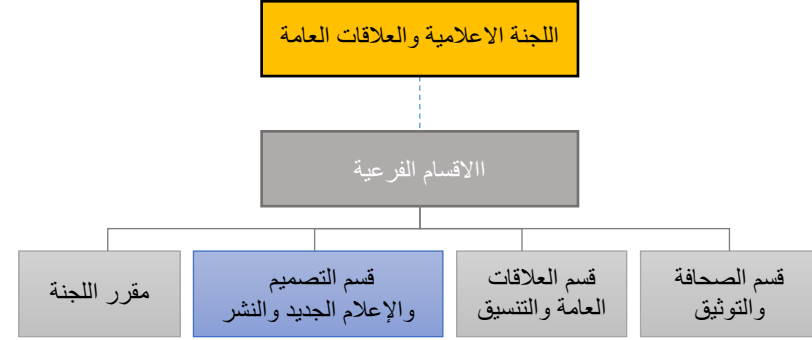 اللجنة الاعلامية والعلاقات العامة
االاقسام الفرعية
قسم الصحافة
والتوثيق
قسم العلاقات
العامة والتنسيق
قسم التصميم
والإعلام الجديد والنشر
مقرر اللجنة